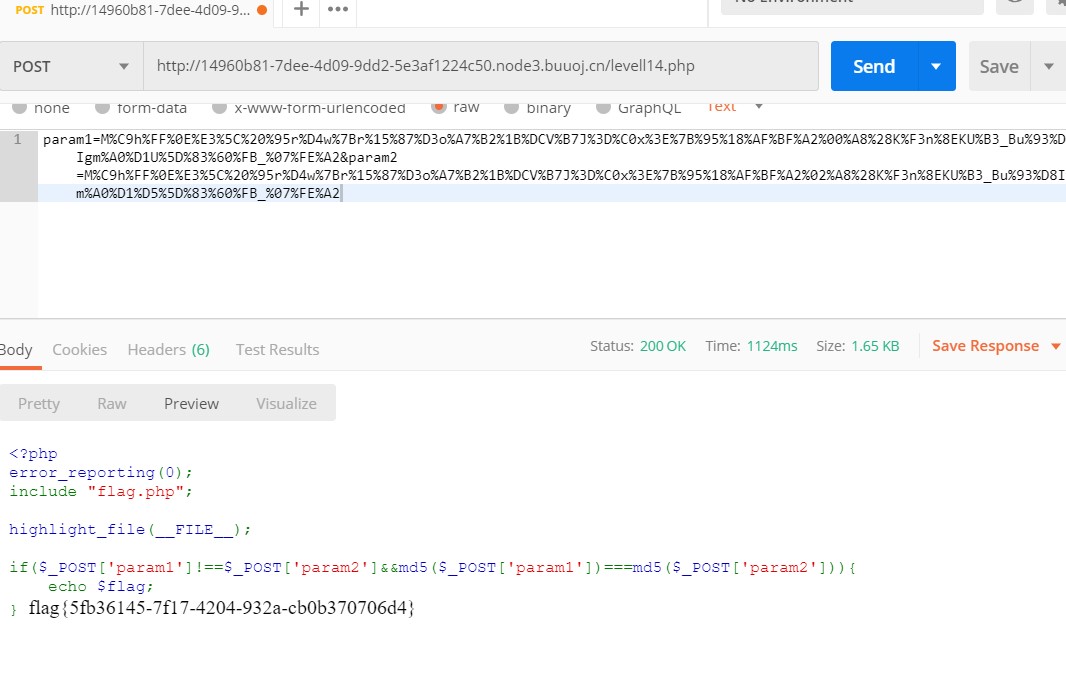 POST http://14960b81-7dee-4d09-9...
POST http://14960b81-7dee-4d09-9dd2-5e3af1224c50.node3.buuoj.cn/levell14.php Send Save
none form-data x-www-form-urlencoded raw binary GraphQL Text
1 param1=M%C9h%FF%0E%E3%5C%20%95r%D4w%7Br%15%87%D3o%A7%B2%1B%DCV%B7J%3D%C0x%3E%7B%95%18%AF%BF%A2%00%A8%28K%F3n%8EKU%B3_Bu%93%D
Igm%A0%D1U%5D%83%60%FB_%07%FE%A2&param2
=M%C9h%FF%0E%E3%5C%20%95r%D4w%7Br%15%87%D3o%A7%B2%1B%DCV%B7J%3D%C0x%3E%7B%95%18%AF%BF%A2%02%A8%28K%F3n%8EKU%B3_Bu%93%D8I
m%A0%D1%D5%5D%83%60%FB_%07%FE%A2
Body Cookies Headers (6) Test Results Status: 200 OK Time: 1124ms Size: 1.65 KB Save Response
Pretty Raw Preview Visualize
<?php
error_reporting(0);
include "flag.php";
highlight_file(__FILE__);
if($_POST['param1']!==$_POST['param2']&&md5($_POST['param1'])===md5($_POST['param2'])){
echo $flag;
} flag{5fb36145-7f17-4204-932a-cb0b370706d4}